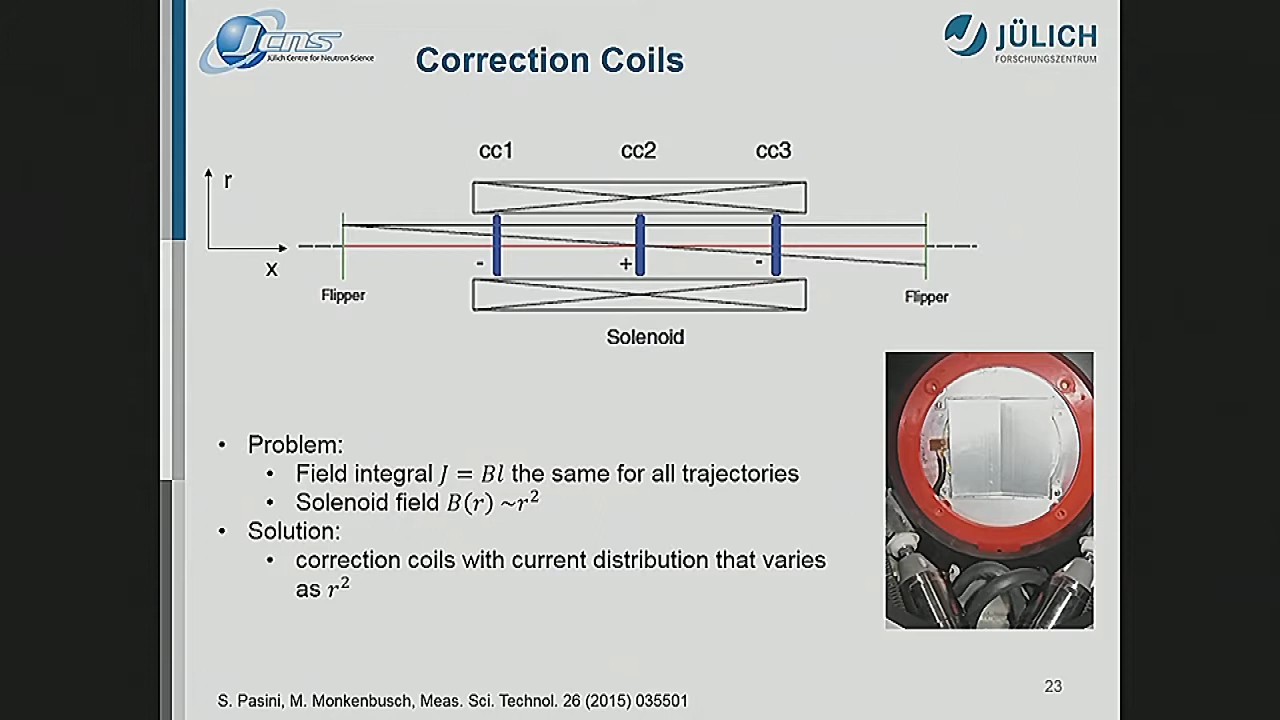 Jcns
Jülich Centre for Neutron Science
Correction Coils
JÜLICH
FORSCHUNGSZENTRUM
cc1 cc2 cc3
r
x
- + -
Flipper Flipper
Solenoid
• Problem:
• Field integral J = Bl the same for all trajectories
• Solenoid field B(r) ~r²
• Solution:
• correction coils with current distribution that varies
as r²
23
S. Pasini, M. Monkenbusch, Meas. Sci. Technol. 26 (2015) 035501